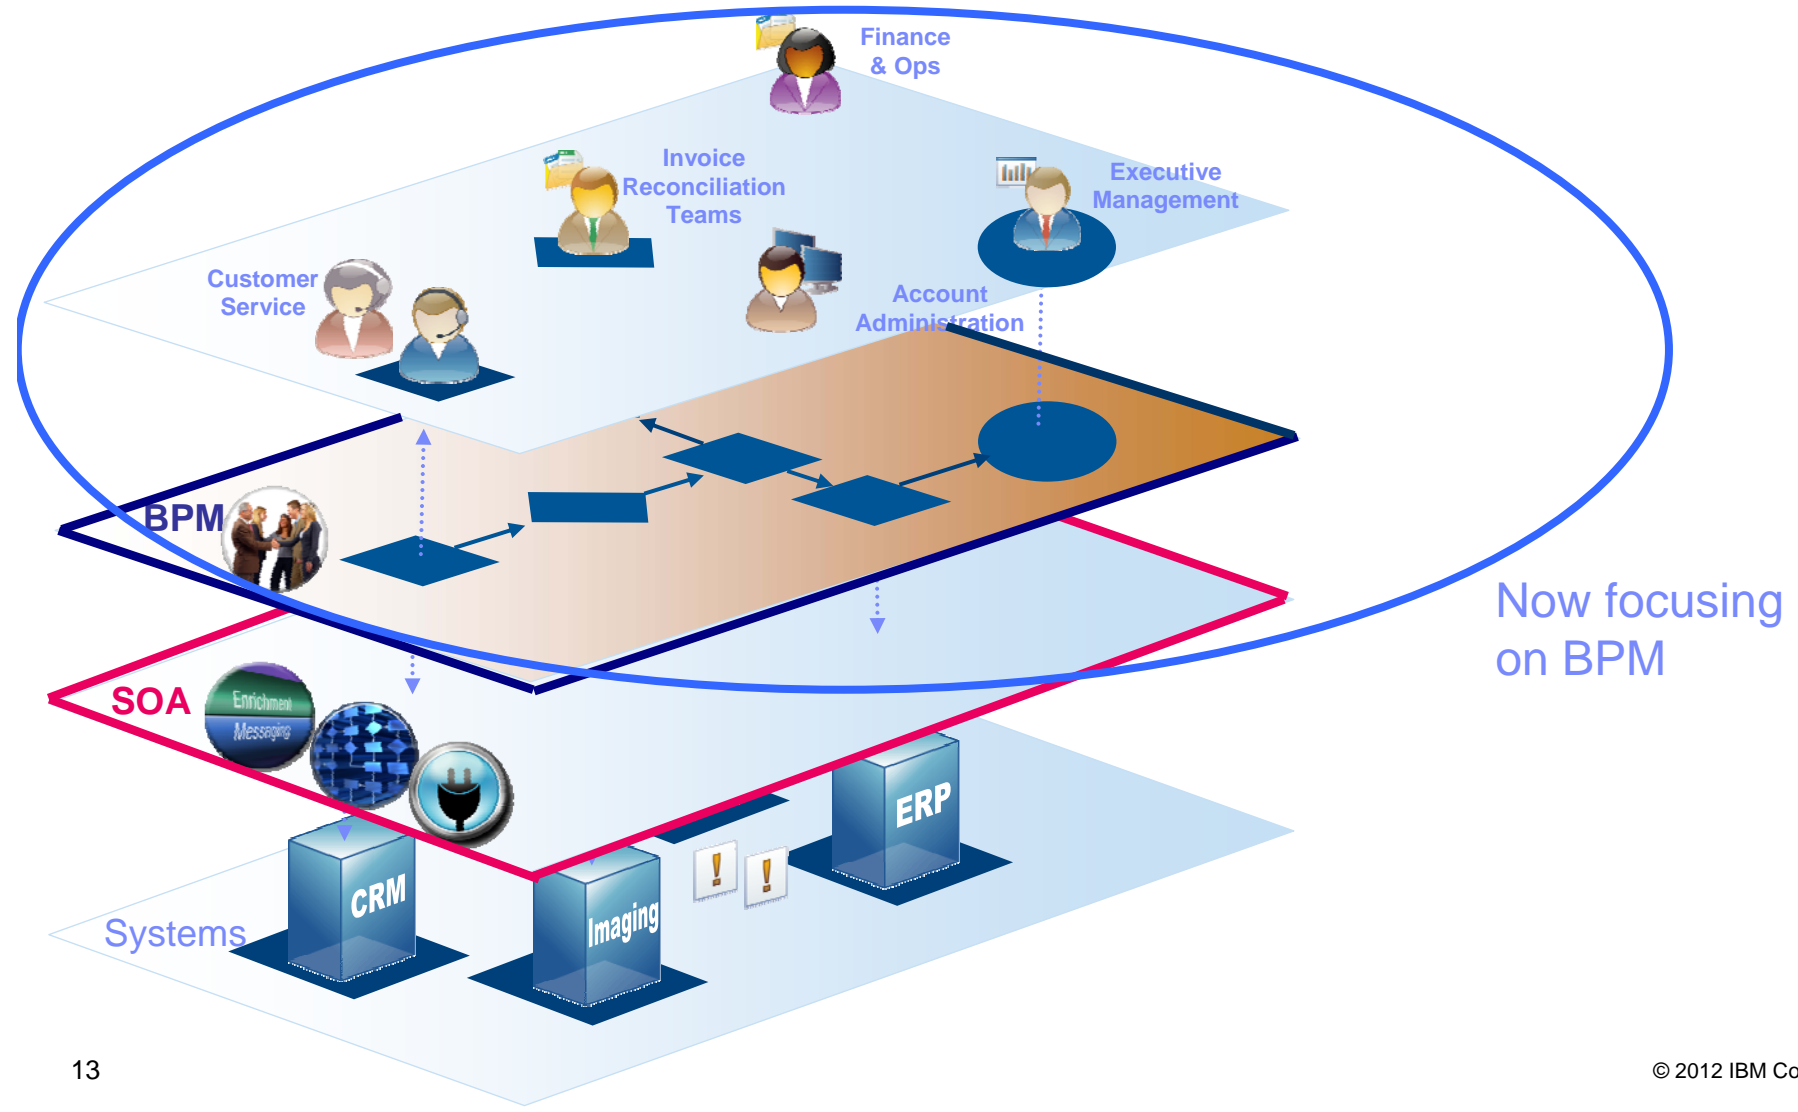 Finance
& Ops
Invoice
Reconciliation
Teams
Executive
Management
Customer
Service
Account
Administration
BPM
Now focusing
on BPM
SOA
Enrichment
Messaging
ERP
CRM
Imaging
Systems
13
© 2012 IBM Co